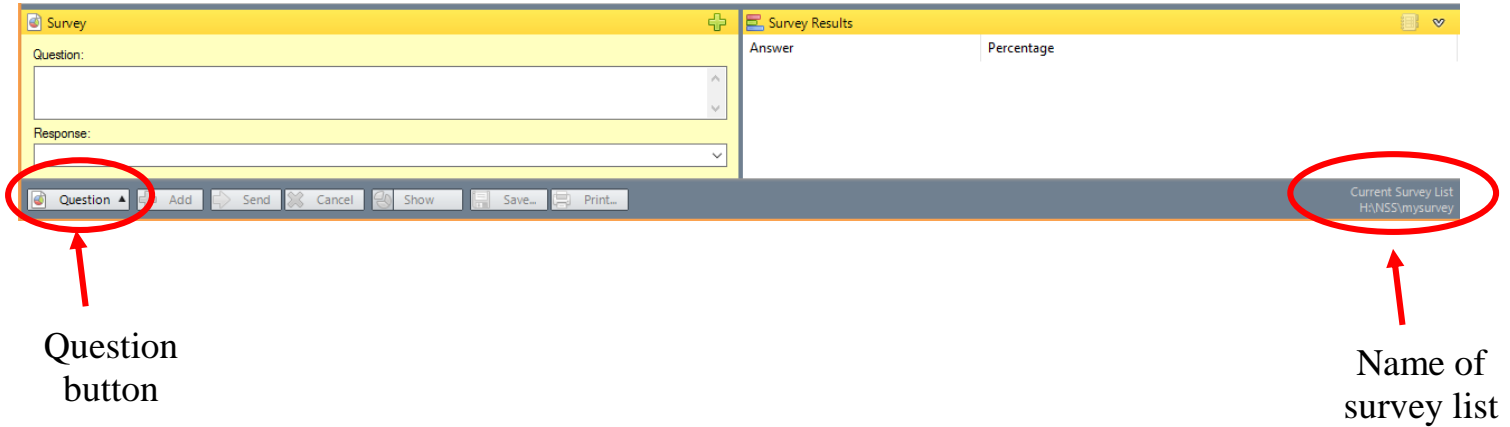 Survey
Question:
Response:
Survey Results
Answer Percentage
Question Add Send Cancel Show Save... Print...
Current Survey List
H:\NSS\mysurvey
Question
button
Name of
survey list